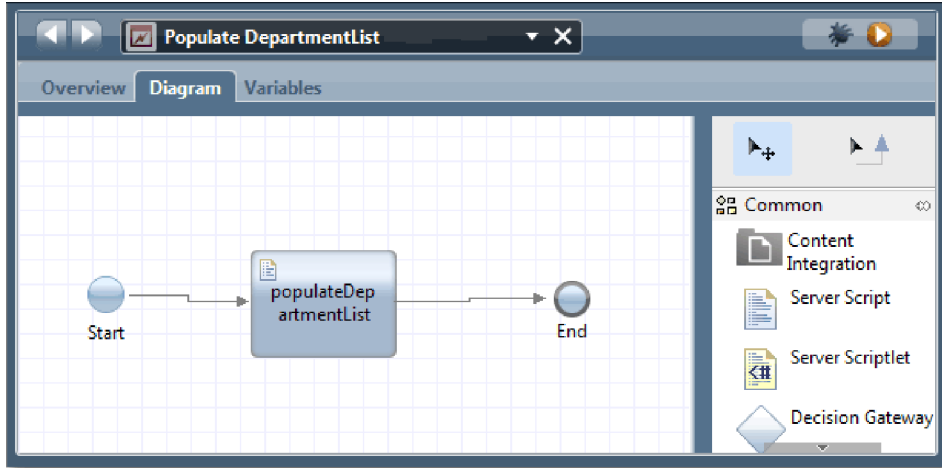 Populate DepartmentList
Overview Diagram Variables
Common
Content
Integration
Server Script
Server Scriptlet
<#
Decision Gateway
populateDep
artmentList
Start
End